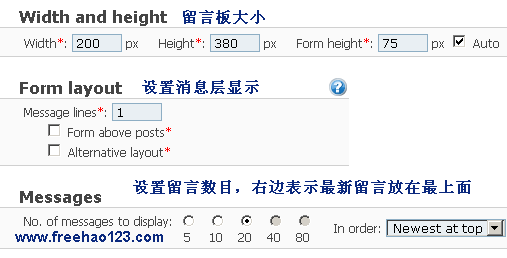 Width and height 留言板大小
Width*: 200 px Height*: 380 px Form height*: 75 px Auto
Form layout 设置消息层显示 ?
Message lines*: 1
Form above posts*
Alternative layout*
Messages 设置留言数目，右边表示最新留言放在最上面
No. of messages to display: In order: Newest at top
www.freehao123.com 5 10 20 40 80